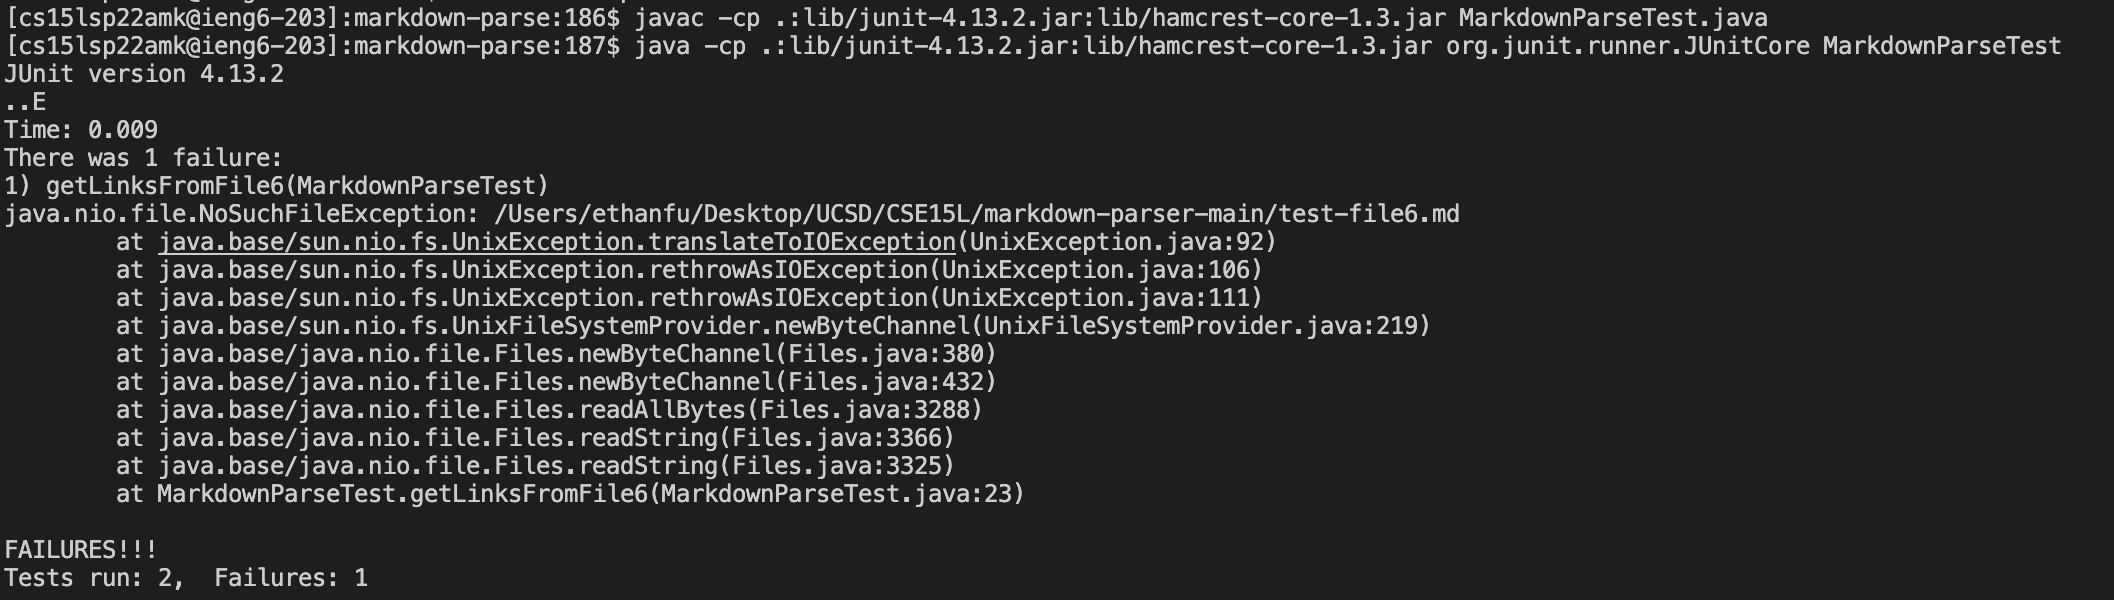 [cs15lsp22amk@ieng6-203]:markdown-parse:186$ javac -cp .:lib/junit-4.13.2.jar:lib/hamcrest-core-1.3.jar MarkdownParseTest.java
[cs15lsp22amk@ieng6-203]:markdown-parse:187$ java -cp .:lib/junit-4.13.2.jar:lib/hamcrest-core-1.3.jar org.junit.runner.JUnitCore MarkdownParseTest
JUnit version 4.13.2
..E
Time: 0.009
There was 1 failure:
1) getLinksFromFile6(MarkdownParseTest)
java.nio.file.NoSuchFileException: /Users/ethanfu/Desktop/UCSD/CSE15L/markdown-parser-main/test-file6.md
        at java.base/sun.nio.fs.UnixException.translateToIOException(UnixException.java:92)
        at java.base/sun.nio.fs.UnixException.rethrowAsIOException(UnixException.java:106)
        at java.base/sun.nio.fs.UnixException.rethrowAsIOException(UnixException.java:111)
        at java.base/sun.nio.fs.UnixFileSystemProvider.newByteChannel(UnixFileSystemProvider.java:219)
        at java.base/java.nio.file.Files.newByteChannel(Files.java:380)
        at java.base/java.nio.file.Files.newByteChannel(Files.java:432)
        at java.base/java.nio.file.Files.readAllBytes(Files.java:3288)
        at java.base/java.nio.file.Files.readString(Files.java:3366)
        at java.base/java.nio.file.Files.readString(Files.java:3325)
        at MarkdownParseTest.getLinksFromFile6(MarkdownParseTest.java:23)

FAILURES!!!
Tests run: 2,  Failures: 1